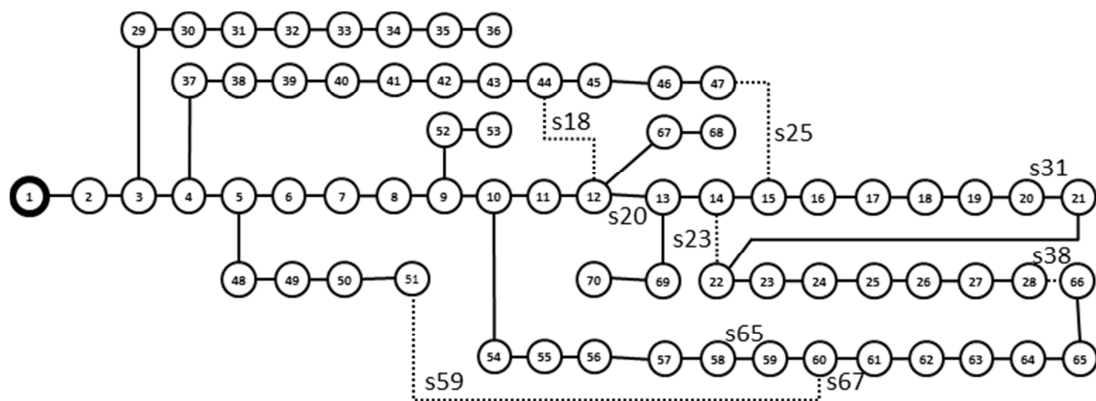 29 30 31 32 33 34 35 36
37 38 39 40 41 42 43 44 45 46 47
s18 s25
52 53 67 68
1 2 3 4 5 6 7 8 9 10 11 12 13 14 15 16 17 18 19 20 21
s31
s20 s23
s38
48 49 50 51 70 69 22 23 24 25 26 27 28 66
s65
54 55 56 57 58 59 60 61 62 63 64 65
s59 s67